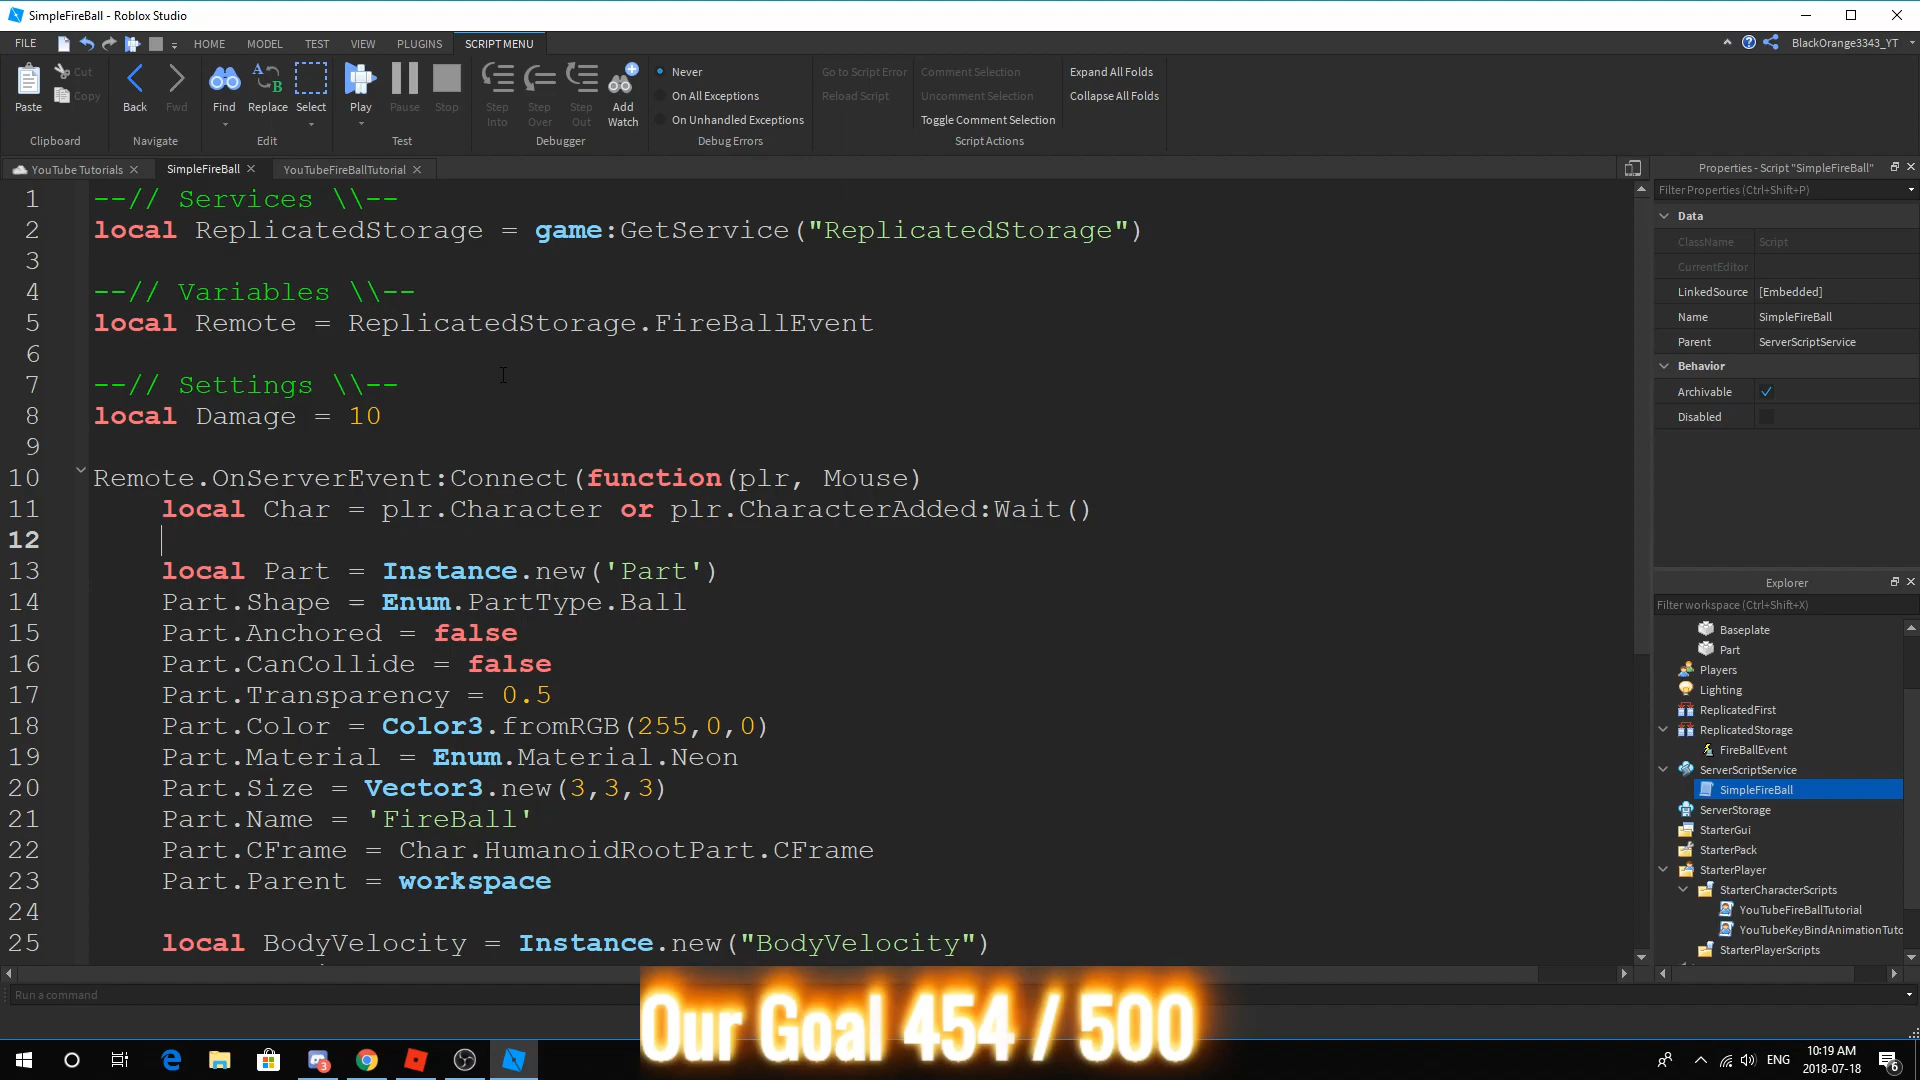 SimpleFireBall - Roblox Studio
FILE HOME MODEL TEST VIEW PLUGINS SCRIPT MENU BlackOrange3343_YT
Paste Cut Copy Back Fwd Find Replace Select Play Pause Stop Step Into Step Over Step Out Add Watch
Never
On All Exceptions
On Unhandled Exceptions
Go to Script Error
Reload Script
Comment Selection
Uncomment Selection
Toggle Comment Selection
Expand All Folds
Collapse All Folds
Clipboard Navigate Edit Test Debugger Debug Errors Script Actions
YouTube Tutorials SimpleFireBall YouTubeFireBallTutorial
1 --// Services \\--
2 local ReplicatedStorage = game:GetService("ReplicatedStorage")
3
4 --// Variables \\--
5 local Remote = ReplicatedStorage.FireBallEvent
6
7 --// Settings \\--
8 local Damage = 10
9
10 Remote.OnServerEvent:Connect(function(plr, Mouse)
11 local Char = plr.Character or plr.CharacterAdded:Wait()
12
13 local Part = Instance.new('Part')
14 Part.Shape = Enum.PartType.Ball
15 Part.Anchored = false
16 Part.CanCollide = false
17 Part.Transparency = 0.5
18 Part.Color = Color3.fromRGB(255,0,0)
19 Part.Material = Enum.Material.Neon
20 Part.Size = Vector3.new(3,3,3)
21 Part.Name = 'FireBall'
22 Part.CFrame = Char.HumanoidRootPart.CFrame
23 Part.Parent = workspace
24
25 local BodyVelocity = Instance.new("BodyVelocity")
Properties - Script "SimpleFireBall"
Filter Properties (Ctrl+Shift+P)
Data
ClassName Script
CurrentEditor
LinkedSource [Embedded]
Name SimpleFireBall
Parent ServerScriptService
Behavior
Archivable
Disabled
Explorer
Filter workspace (Ctrl+Shift+X)
Baseplate
Part
Players
Lighting
ReplicatedFirst
ReplicatedStorage
FireBallEvent
ServerScriptService
SimpleFireBall
ServerStorage
StarterGui
StarterPack
StarterPlayer
StarterCharacterScripts
YouTubeFireBallTutorial
YouTubeKeyBindAnimationTuto
StarterPlayerScripts
Run a command
Our Goal 454 / 500
3
ENG
10:19 AM
2018-07-18
6